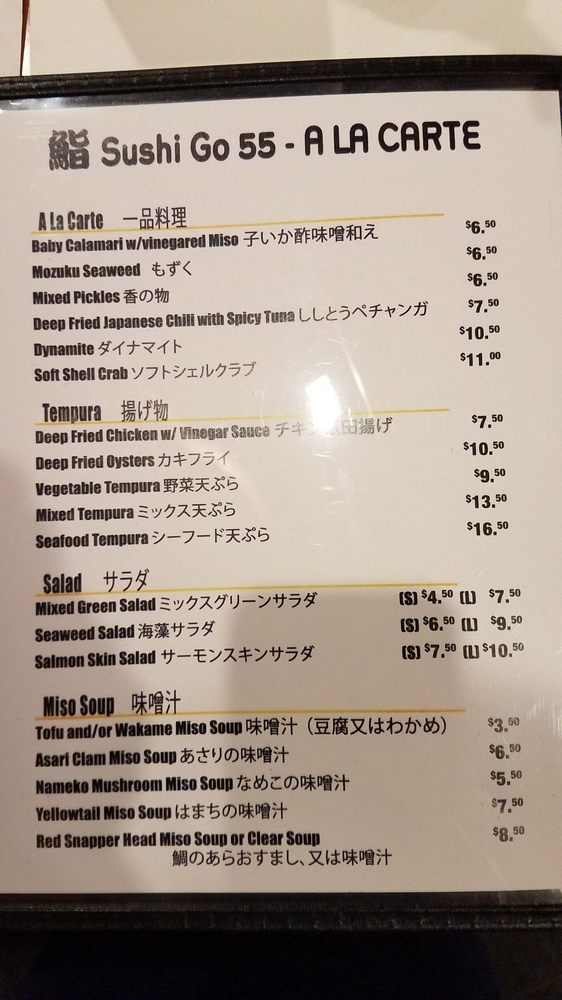 鮨 Sushi Go 55 - A LA CARTE
A La Carte 一品料理
Baby Calamari w/vinegared Miso 子いか酢味噌和え $6.50
Mozuku Seaweed もずく $6.50
Mixed Pickles 香の物 $6.50
Deep Fried Japanese Chili with Spicy Tuna ししとうペチャンガ $7.50
Dynamite ダイナマイト $10.50
Soft Shell Crab ソフトシェルクラブ $11.00
Tempura 揚げ物
Deep Fried Chicken w/ Vinegar Sauce チキン田揚げ $7.50
Deep Fried Oysters カキフライ $10.50
Vegetable Tempura 野菜天ぷら $9.50
Mixed Tempura ミックス天ぷら $13.50
Seafood Tempura シーフード天ぷら $16.50
Salad サラダ
Mixed Green Salad ミックスグリーンサラダ (S) $4.50 (L) $7.50
Seaweed Salad 海藻サラダ (S) $6.50 (L) $9.50
Salmon Skin Salad サーモンスキンサラダ (S) $7.50 (L) $10.50
Miso Soup 味噌汁
Tofu and/or Wakame Miso Soup 味噌汁（豆腐又はわかめ） $3.50
Asari Clam Miso Soup あさりの味噌汁 $6.50
Nameko Mushroom Miso Soup なめこの味噌汁 $5.50
Yellowtail Miso Soup はまちの味噌汁 $7.50
Red Snapper Head Miso Soup or Clear Soup $8.50
鯛のあらおすまし、又は味噌汁